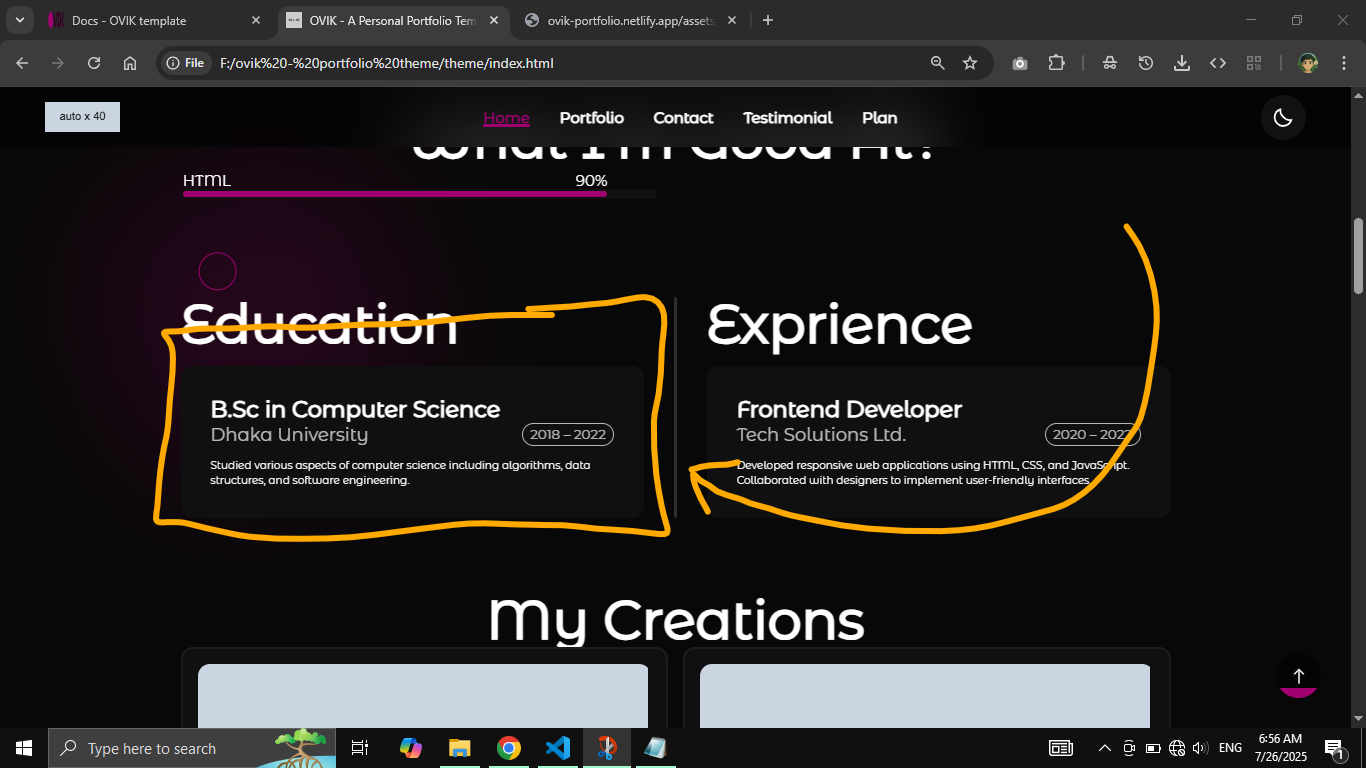 Docs - OVIK template
OVIK - A Personal Portfolio Tem
ovik-portfolio.netlify.app/assets
File
F:/ovik%20-%20portfolio%20theme/theme/index.html
auto x 40
Home
Portfolio
Contact
Testimonial
Plan
What I'm Good At?
HTML
90%
Education
B.Sc in Computer Science
Dhaka University
2018 – 2022
Studied various aspects of computer science including algorithms, data
structures, and software engineering.
Exprience
Frontend Developer
Tech Solutions Ltd.
2020 – 2022
Developed responsive web applications using HTML, CSS, and JavaScript.
Collaborated with designers to implement user-friendly interfaces.
My Creations
Type here to search
ENG
6:56 AM
7/26/2025
1